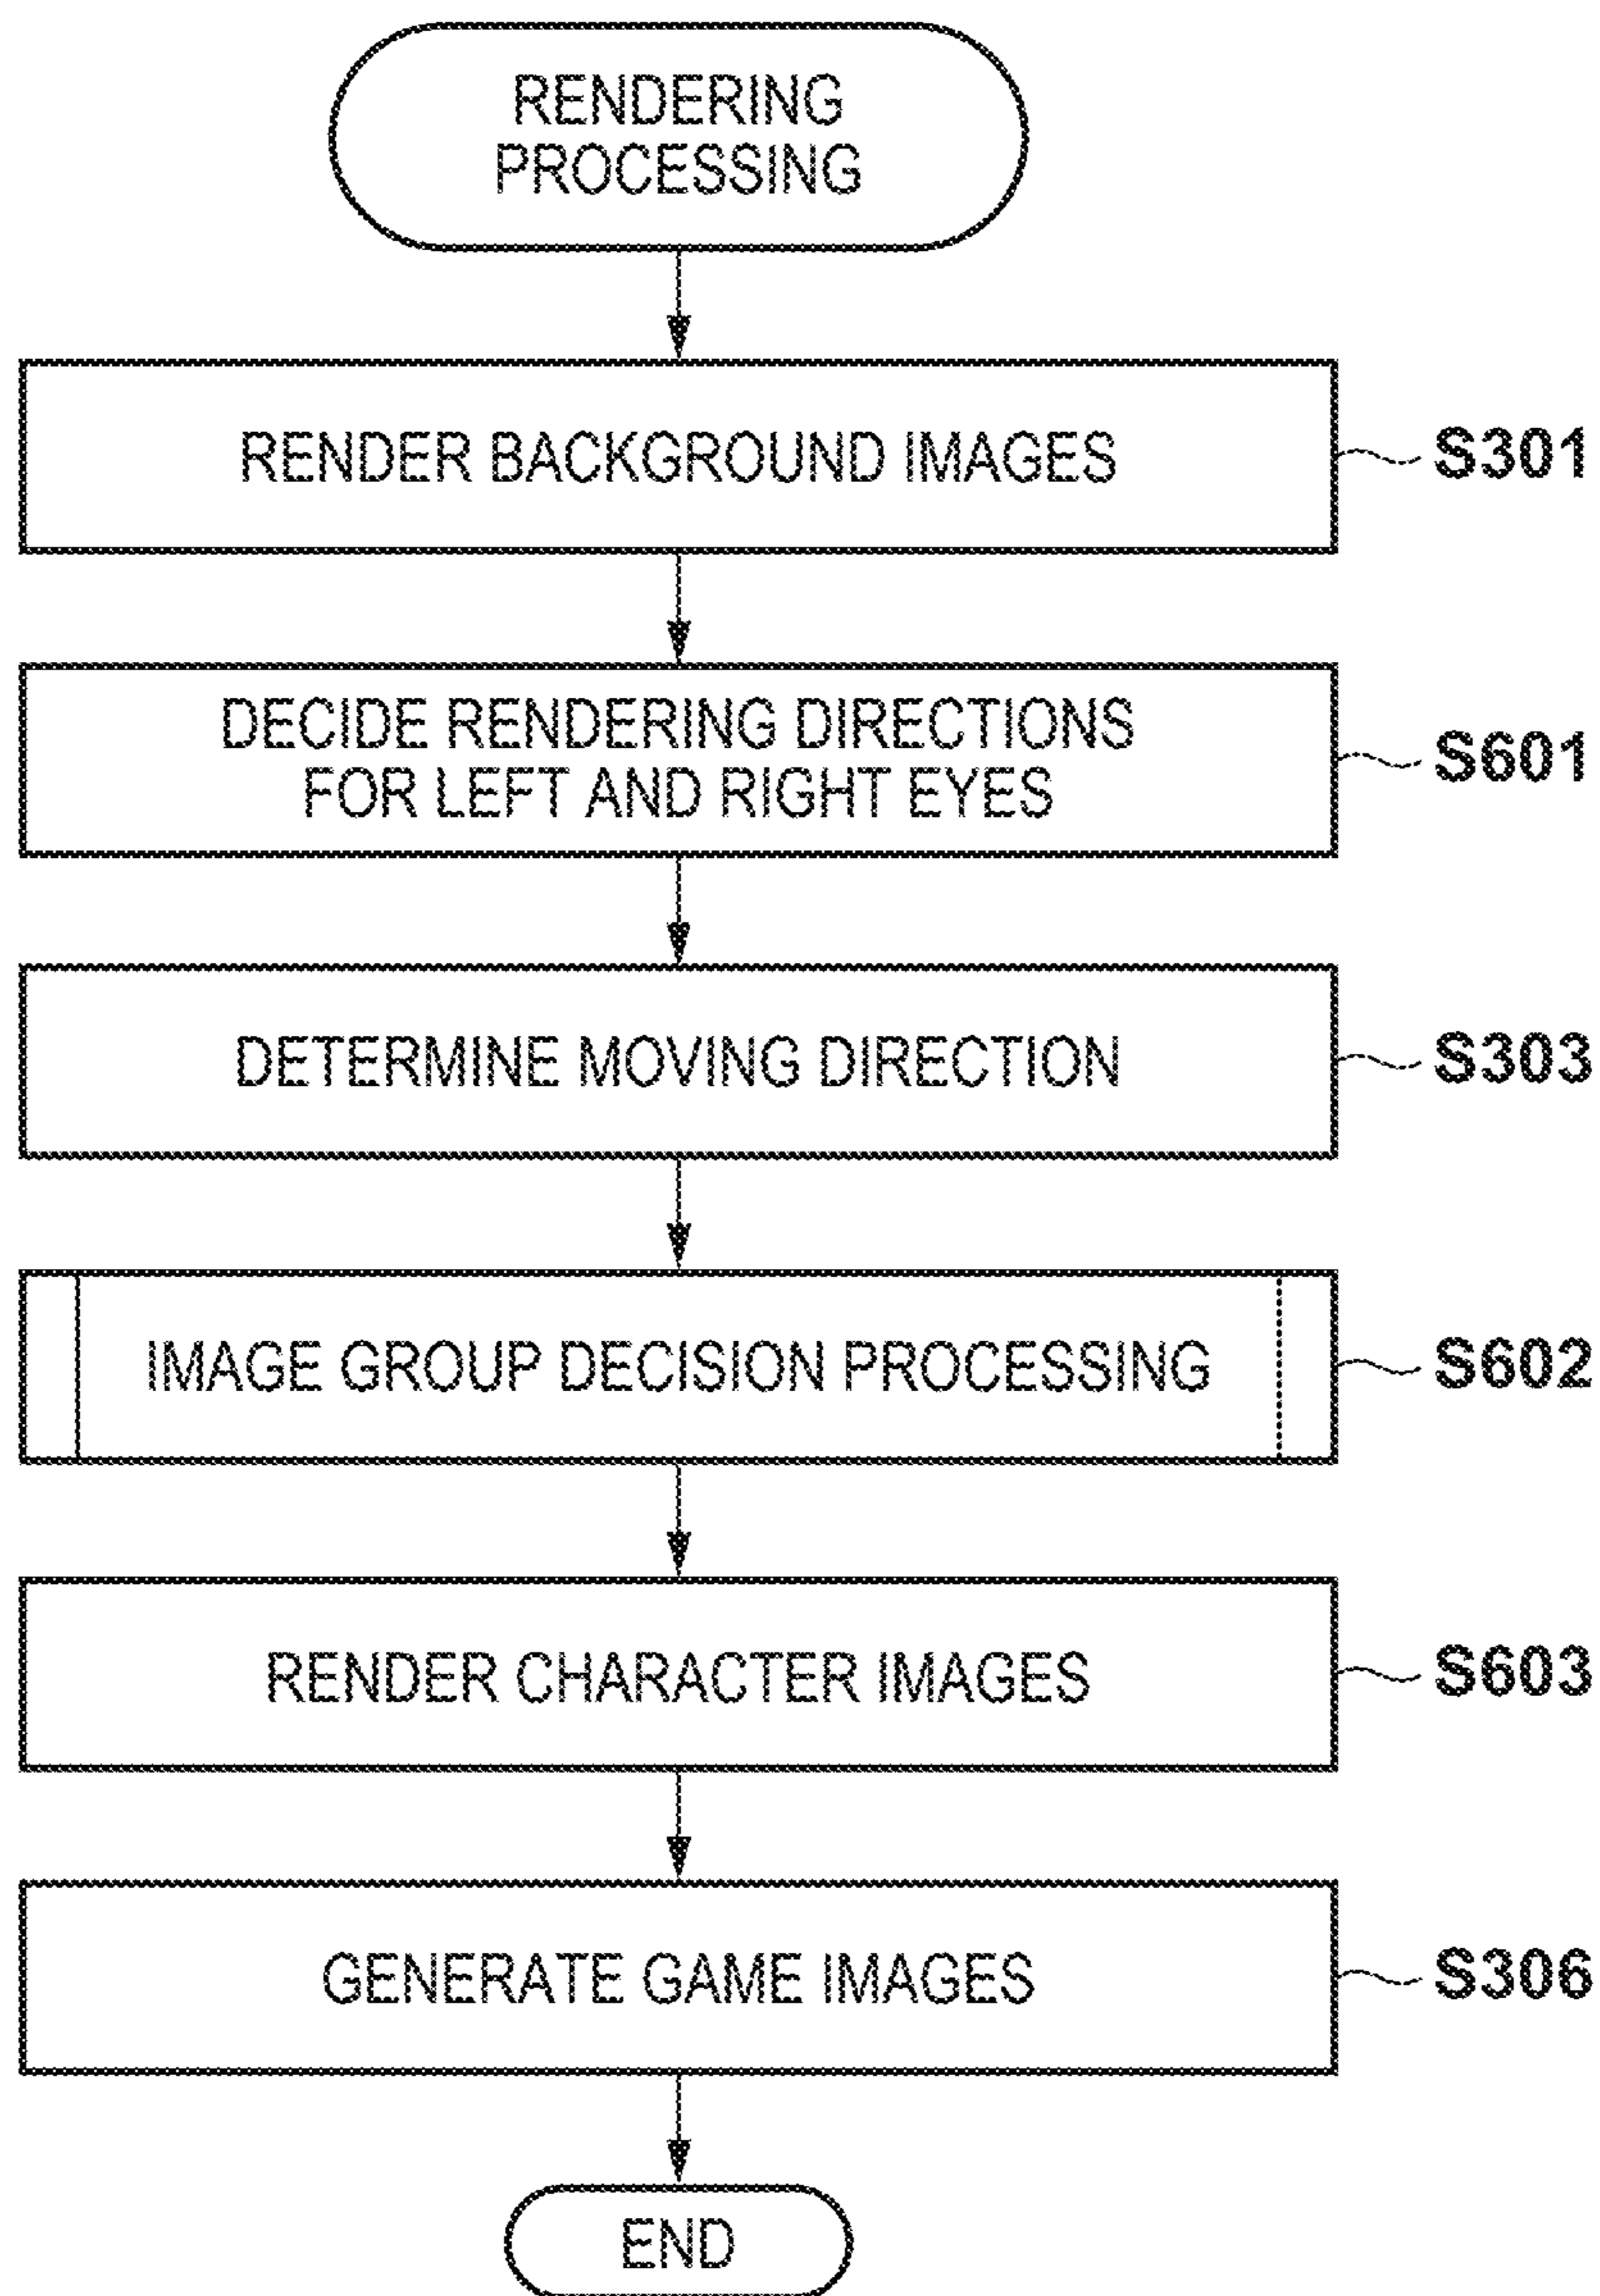 RENDERING
PROCESSING
RENDER BACKGROUND IMAGES
S301
DECIDE RENDERING DIRECTIONS
FOR LEFT AND RIGHT EYES
S601
DETERMINE MOVING DIRECTION
S303
IMAGE GROUP DECISION PROCESSING
S602
RENDER CHARACTER IMAGES
S603
GENERATE GAME IMAGES
S306
END